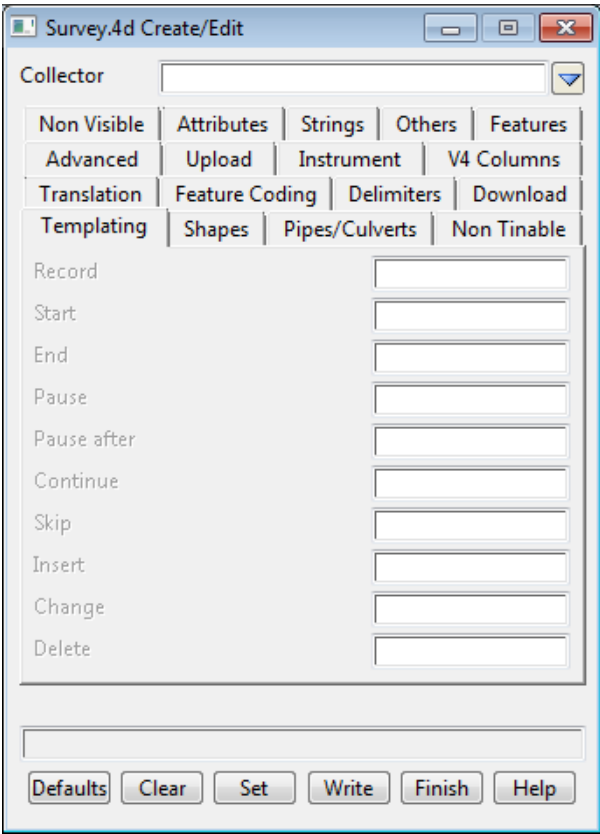 Survey.4d Create/Edit
Collector
Non Visible Attributes Strings Others Features
Advanced Upload Instrument V4 Columns
Translation Feature Coding Delimiters Download
Templating Shapes Pipes/Culverts Non Tinable
Record
Start
End
Pause
Pause after
Continue
Skip
Insert
Change
Delete
Defaults Clear Set Write Finish Help